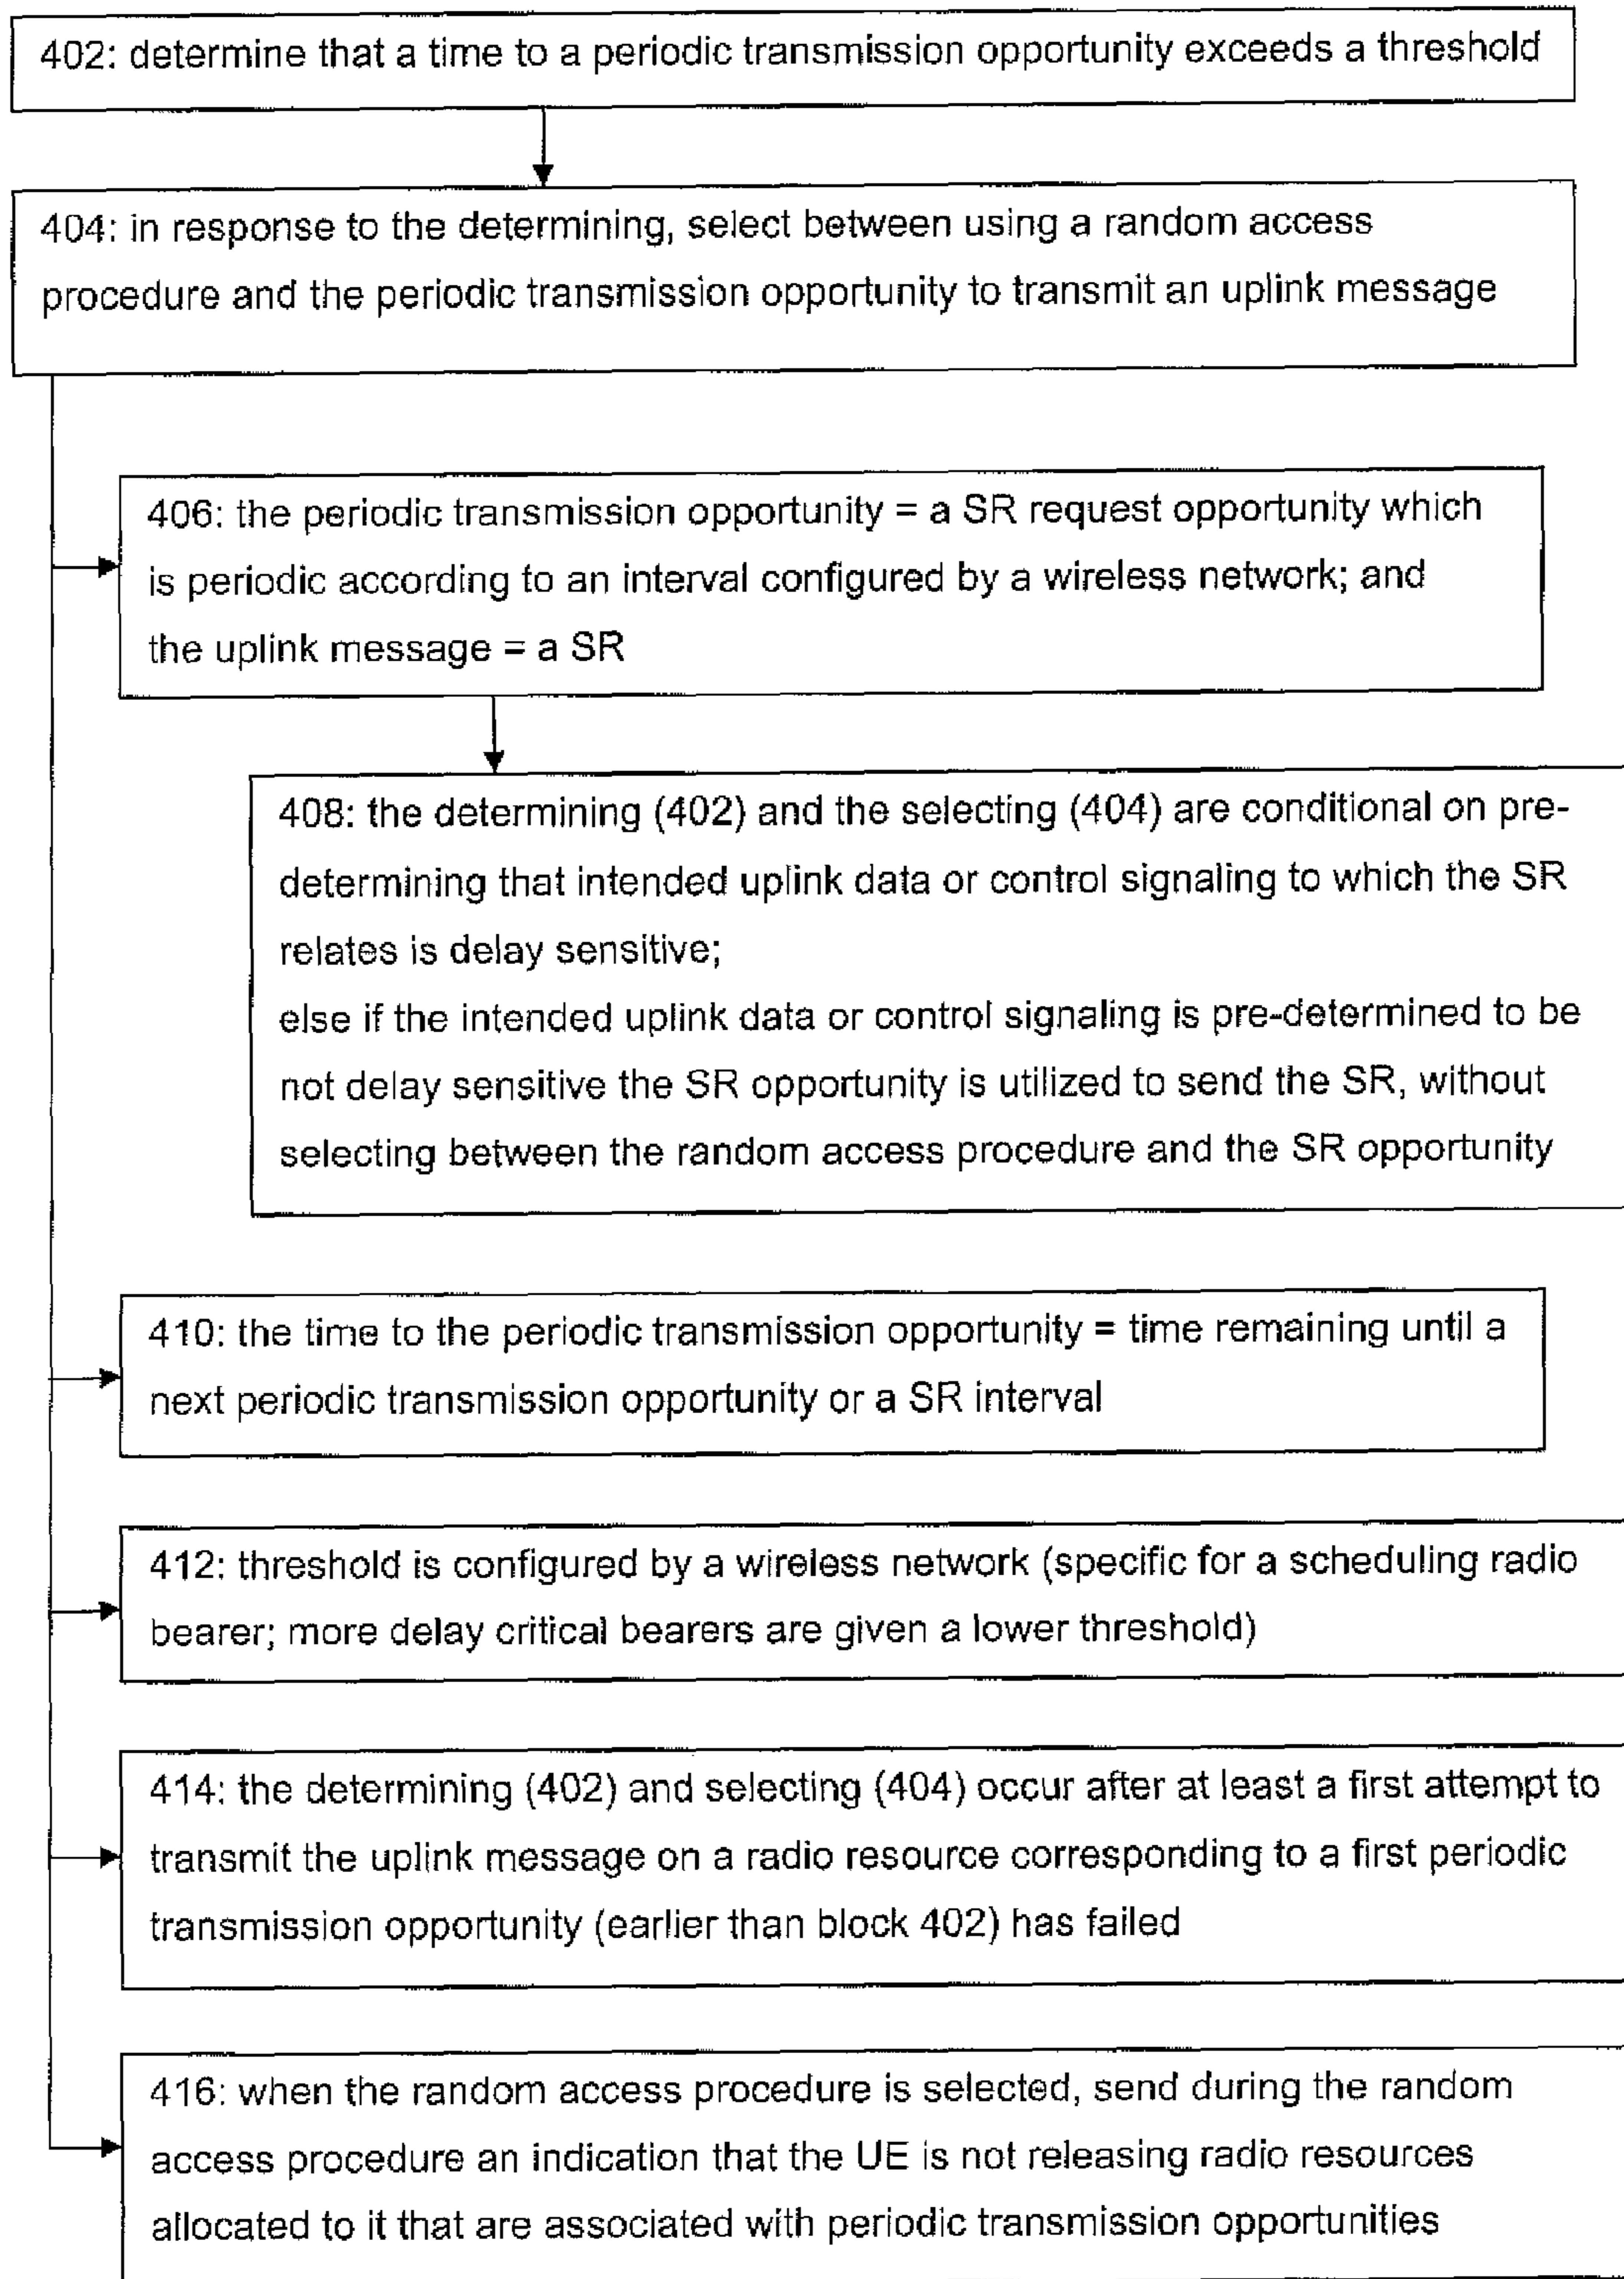 402: determine that a time to a periodic transmission opportunity exceeds a threshold
404: in response to the determining, select between using a random access
procedure and the periodic transmission opportunity to transmit an uplink message
406: the periodic transmission opportunity = a SR request opportunity which
is periodic according to an interval configured by a wireless network; and
the uplink message = a SR
408: the determining (402) and the selecting (404) are conditional on pre-
determining that intended uplink data or control signaling to which the SR
relates is delay sensitive;
else if the intended uplink data or control signaling is pre-determined to be
not delay sensitive the SR opportunity is utilized to send the SR, without
selecting between the random access procedure and the SR opportunity
410: the time to the periodic transmission opportunity = time remaining until a
next periodic transmission opportunity or a SR interval
412: threshold is configured by a wireless network (specific for a scheduling radio
bearer; more delay critical bearers are given a lower threshold)
414: the determining (402) and selecting (404) occur after at least a first attempt to
transmit the uplink message on a radio resource corresponding to a first periodic
transmission opportunity (earlier than block 402) has failed
416: when the random access procedure is selected, send during the random
access procedure an indication that the UE is not releasing radio resources
allocated to it that are associated with periodic transmission opportunities